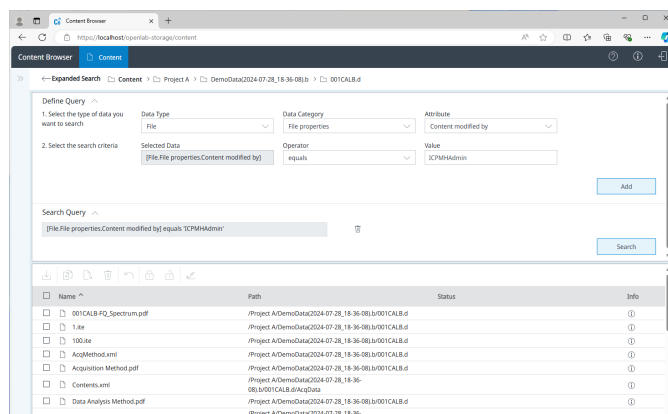 Content Browser
https://localhost/openlab-storage/content
Content Browser Content
Expanded Search Content > Project A > DemoData(2024-07-28_18-36-08).b > 001CALB.d
Define Query
1. Select the type of data you want to search
Data Type
File
Data Category
File properties
Attribute
Content modified by
2. Select the search criteria
Selected Data
[File.File properties.Content modified by]
Operator
equals
Value
ICPMHAdmin
Add
Search Query
[File.File properties.Content modified by] equals 'ICPMHAdmin'
Search
Name Path Status Info
001CALB-FQ_Spectrum.pdf /Project A/DemoData(2024-07-28_18-36-08).b/001CALB.d
1.ite /Project A/DemoData(2024-07-28_18-36-08).b/001CALB.d
100.ite /Project A/DemoData(2024-07-28_18-36-08).b/001CALB.d
AcqMethod.xml /Project A/DemoData(2024-07-28_18-36-08).b/001CALB.d
Acquisition Method.pdf /Project A/DemoData(2024-07-28_18-36-08).b/001CALB.d
Contents.xml /Project A/DemoData(2024-07-28_18-36-
08).b/001CALB.d/AcqData
Data Analysis Method.pdf /Project A/DemoData(2024-07-28_18-36-08).b/001CALB.d
/Project A/DemoData(2024-07-28_18-36-